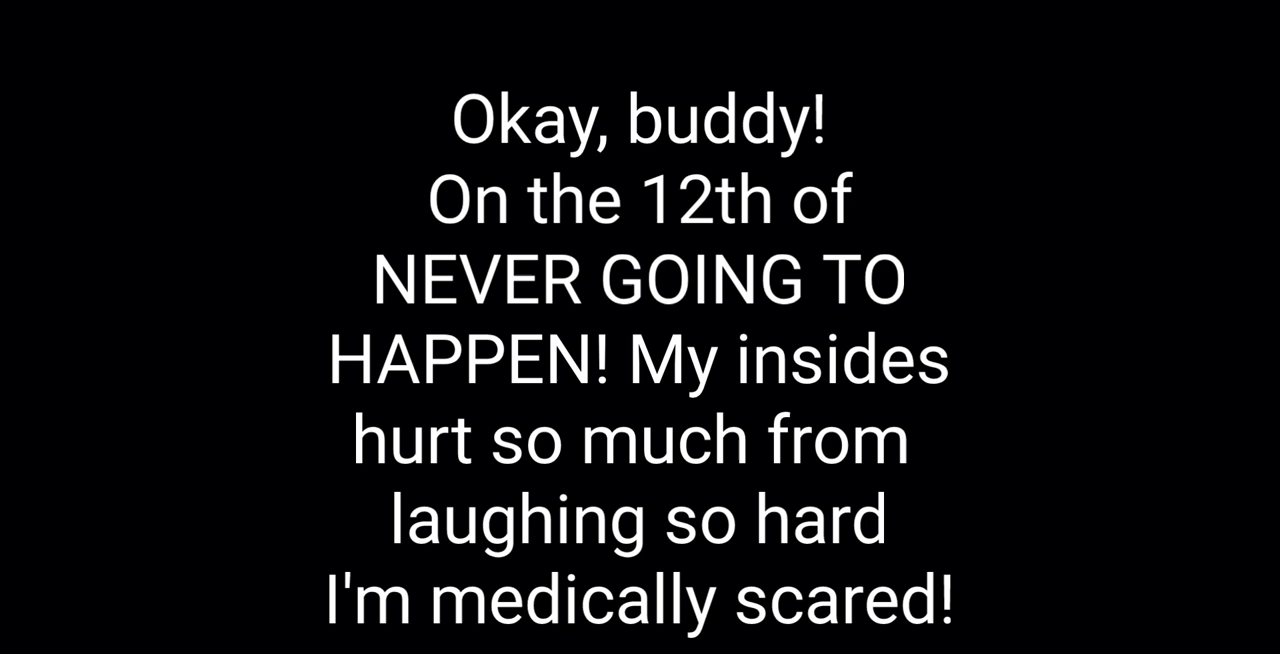 Okay, buddy!
On the 12th of
NEVER GOING TO
HAPPEN! My insides
hurt so much from
laughing so hard
I'm medically scared!